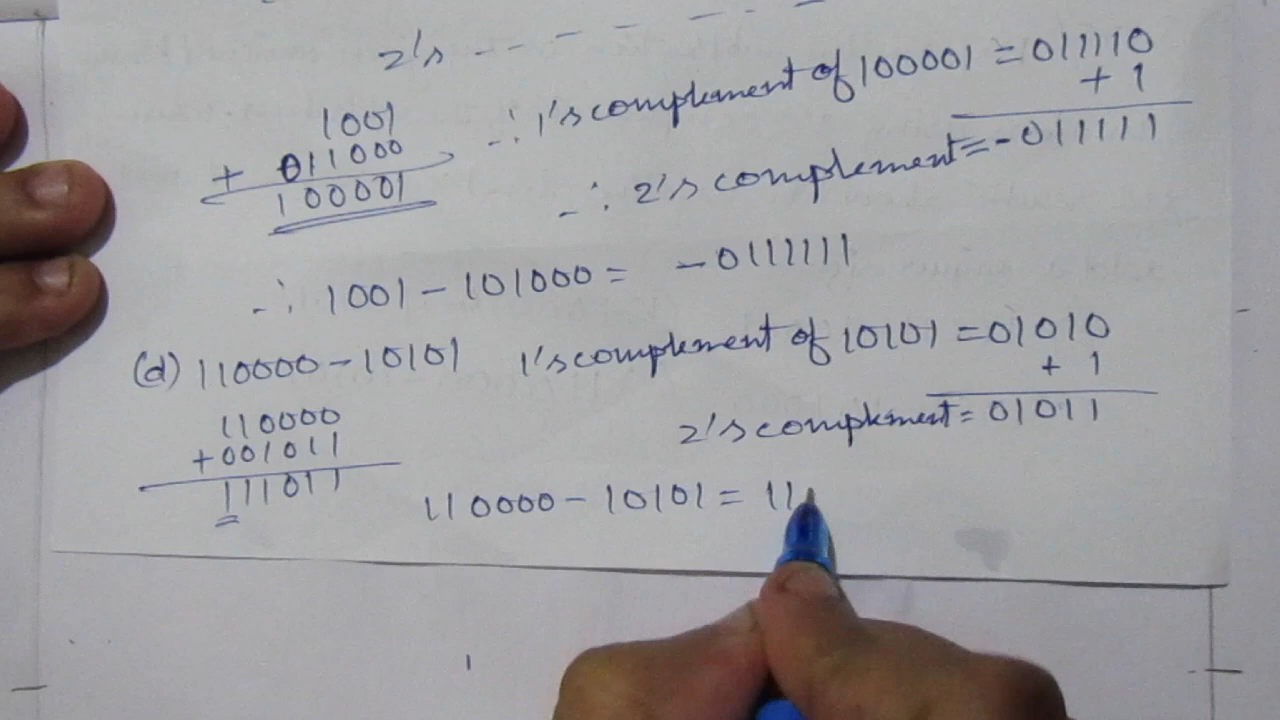 2's - - - - - -
1001
+ 011000
100001
∴ 1's complement of 100001 = 011110
+ 1
∴ 2's complement = - 011111
∴ 1001 - 101000 = - 0111111
(d) 110000 - 10101
1's complement of 10101 = 01010
+ 1
2's complement = 01011
110000
+ 001011
111011
110000 - 10101 = 11